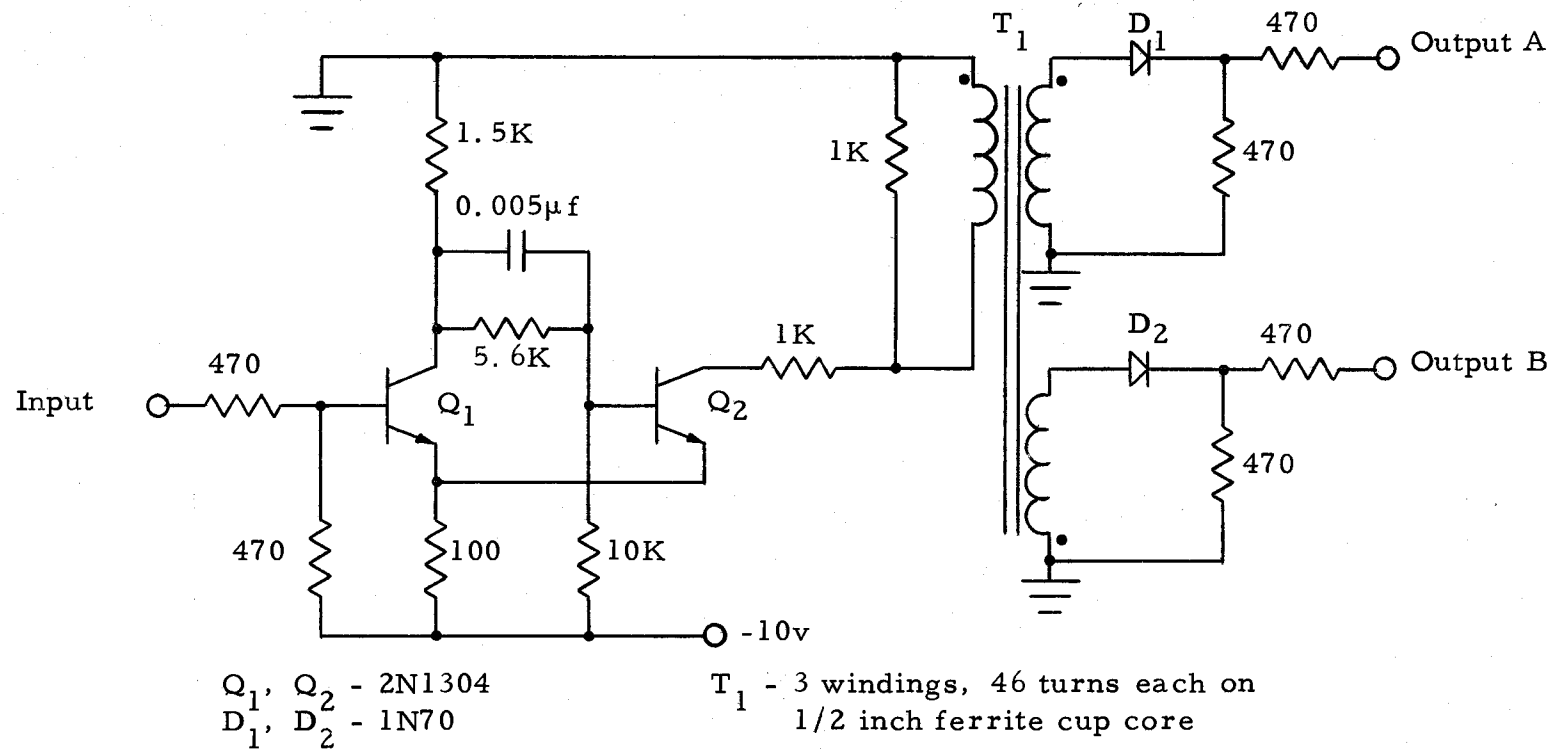 T1
D1
470
Output A
1.5K
1K
470
0.005μf
D2
470
1K
5.6K
Output B
470
Input
Q1
Q2
470
470
100
10K
-10v
Q1, Q2 - 2N1304
D1, D2 - 1N70
T1 - 3 windings, 46 turns each on
1/2 inch ferrite cup core